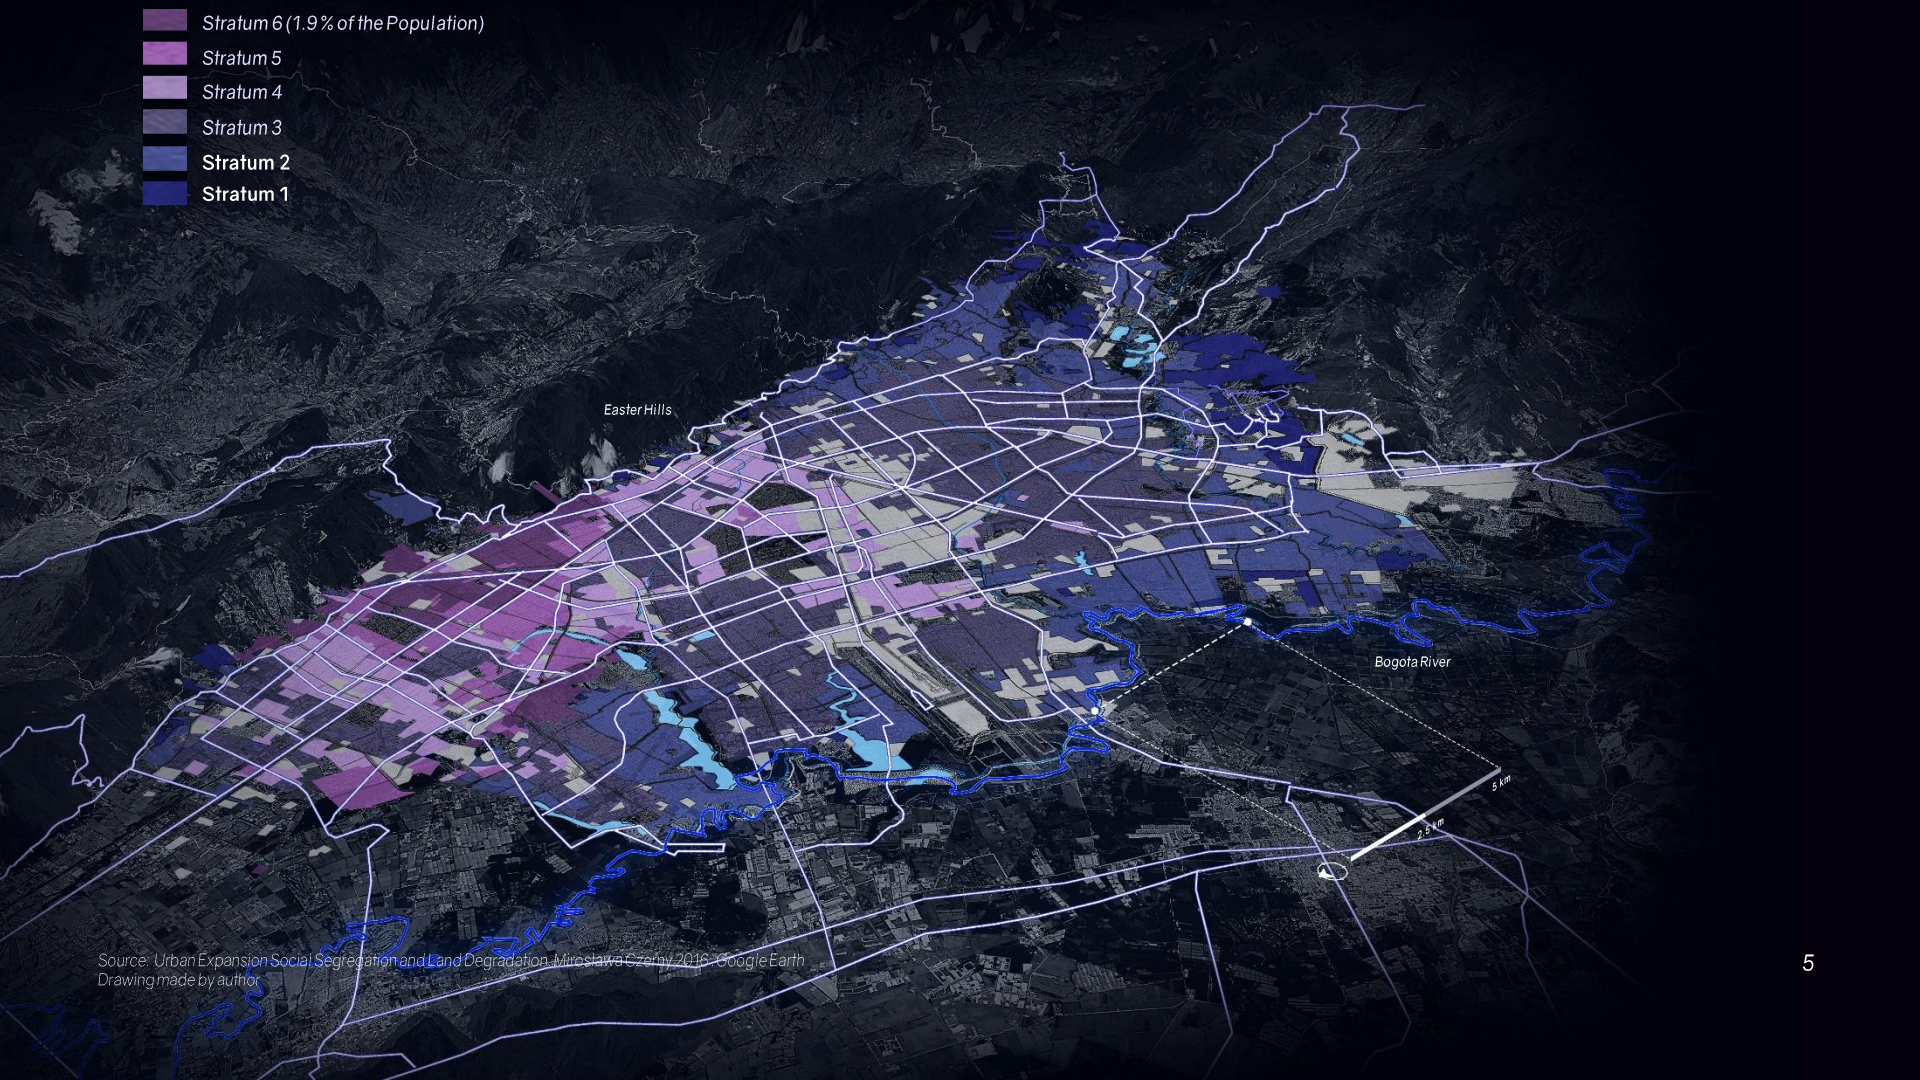 Stratum 6 (1.9% of the Population)
Stratum 5
Stratum 4
Stratum 3
Stratum 2
Stratum 1
Easter Hills
Bogota River
5 km
2.5 km
Source: Urban Expansion Social Segregation and Land Degradation, Miroslawa Czerny 2016; Google Earth
Drawing made by author
5